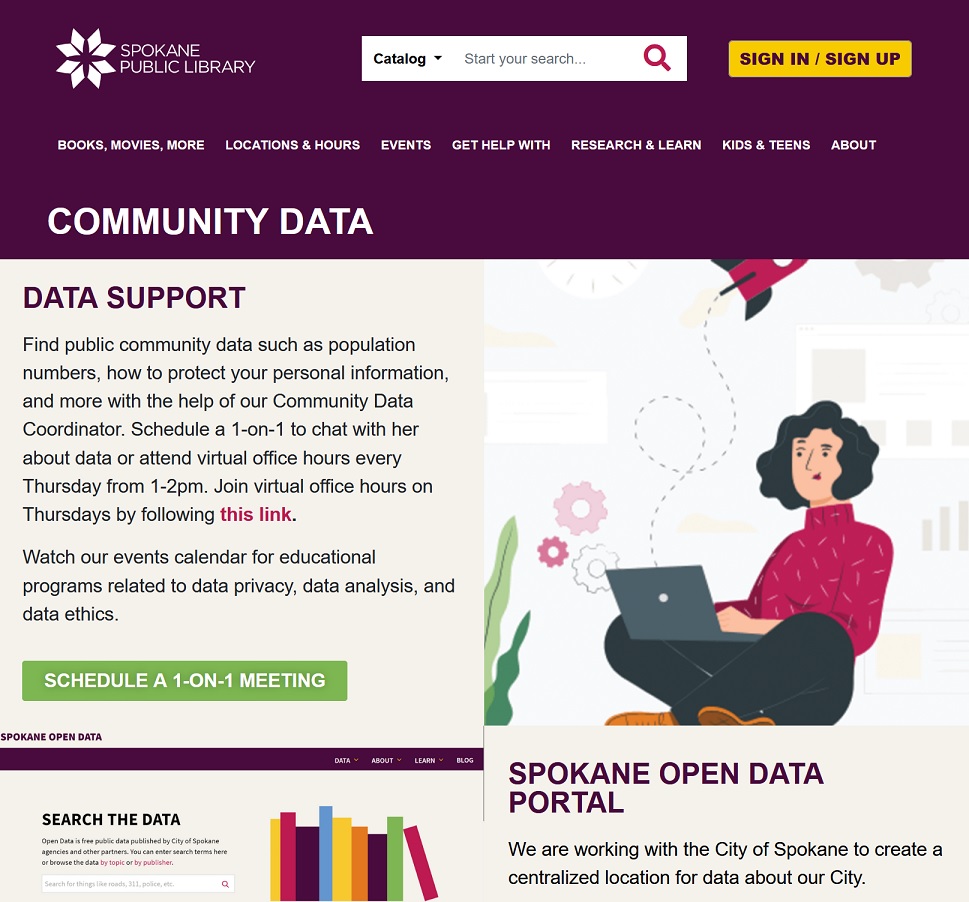 SPOKANE
PUBLIC LIBRARY
Catalog
Start your search...
SIGN IN / SIGN UP
BOOKS, MOVIES, MORE
LOCATIONS & HOURS
EVENTS
GET HELP WITH
RESEARCH & LEARN
KIDS & TEENS
ABOUT
COMMUNITY DATA
DATA SUPPORT
Find public community data such as population
numbers, how to protect your personal information,
and more with the help of our Community Data
Coordinator. Schedule a 1-on-1 to chat with her
about data or attend virtual office hours every
Thursday from 1-2pm. Join virtual office hours on
Thursdays by following this link.
Watch our events calendar for educational
programs related to data privacy, data analysis, and
data ethics.
SCHEDULE A 1-ON-1 MEETING
SPOKANE OPEN DATA
DATA
ABOUT
LEARN
BLOG
SEARCH THE DATA
Open Data is free public data published by City of Spokane
agencies and other partners. You can enter search terms here
or browse the data by topic or by publisher.
Search for things like roads, 311, police, etc.
SPOKANE OPEN DATA
PORTAL
We are working with the City of Spokane to create a
centralized location for data about our City.